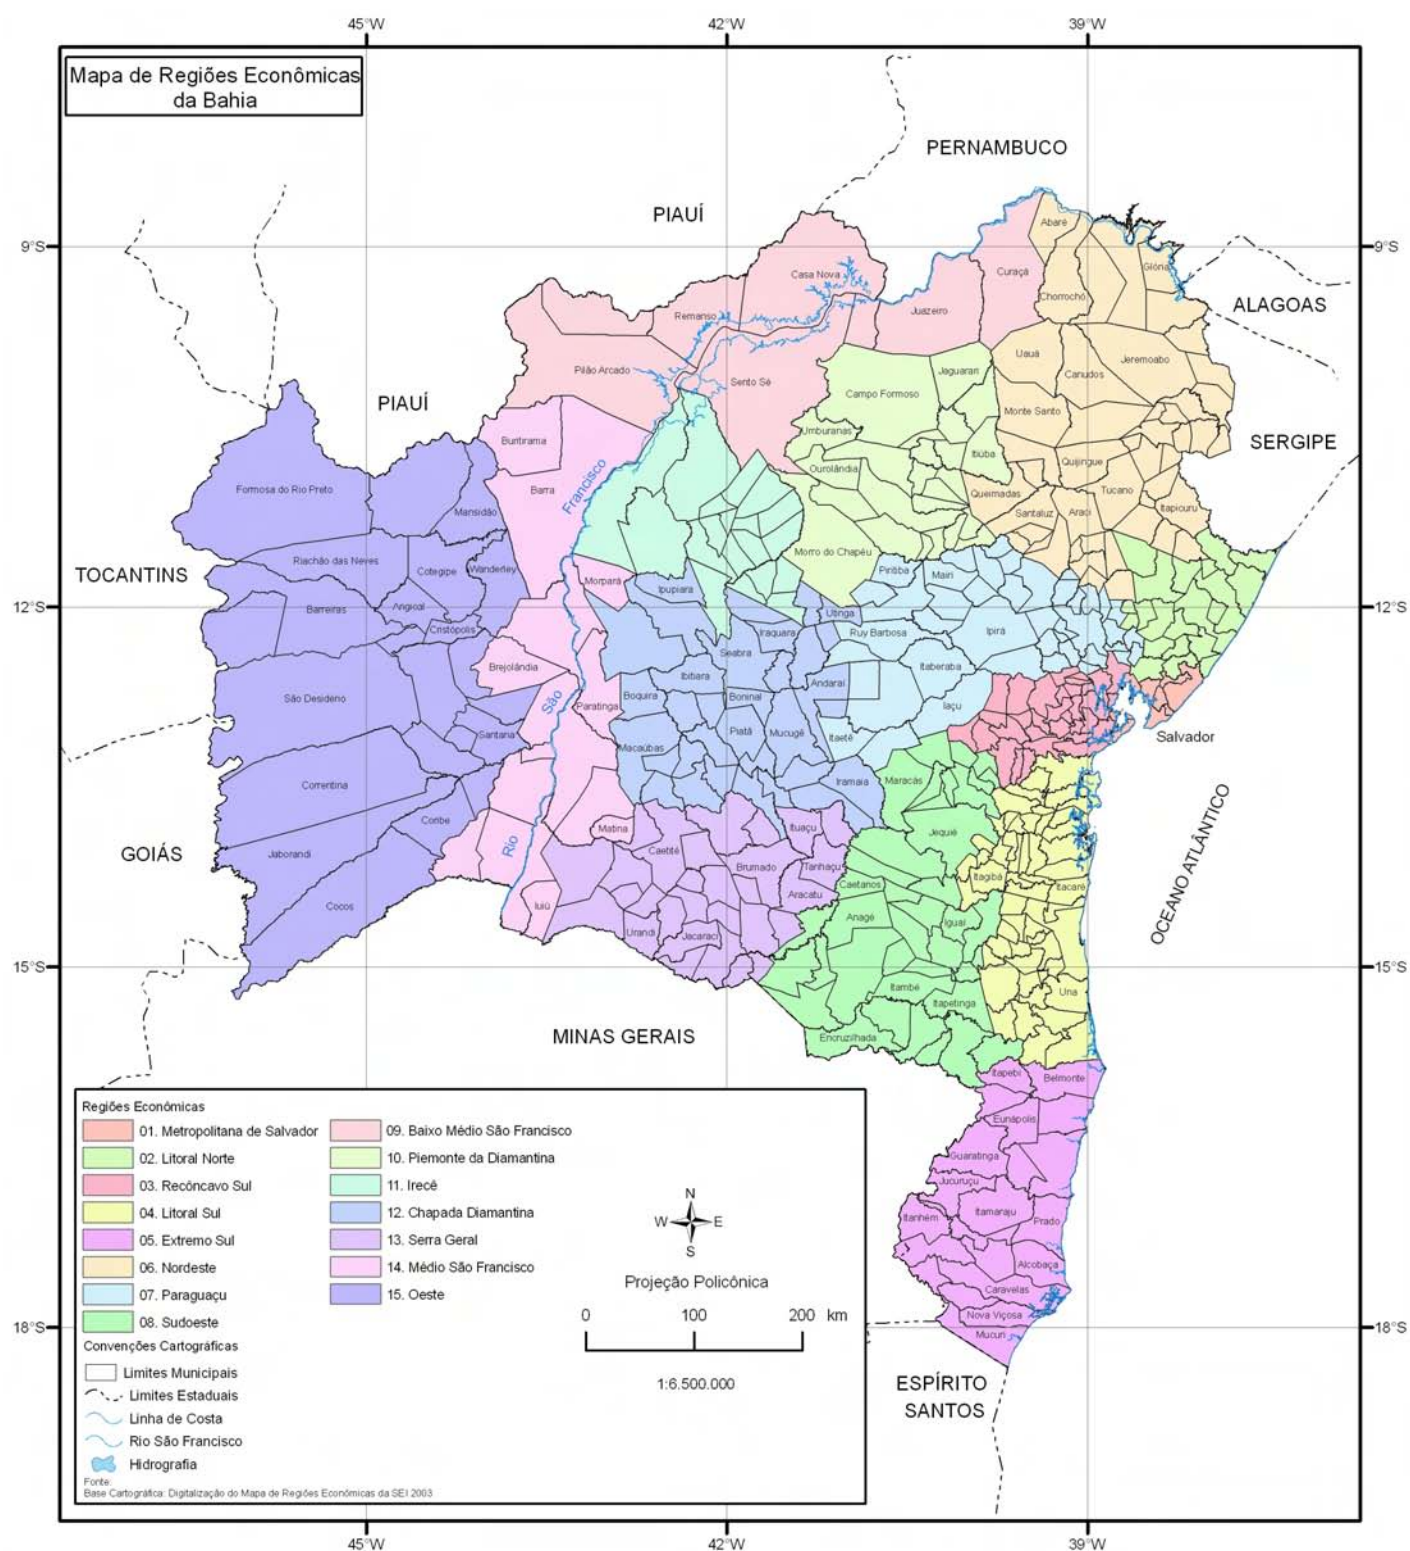 45°W
42°W
39°W
Mapa de Regiões Econômicas
da Bahia
PERNAMBUCO
PIAUÍ
Abaré
9°S
9°S
Glória
Curaçá
Casa Nova
Chorrochó
ALAGOAS
Juazeiro
Remanso
Uauá
Jeremoabo
Pilão Arcado
Jaguarari
Canudos
Sento Sé
Campo Formoso
PIAUÍ
Monte Santo
Umburanas
Buritirama
SERGIPE
Itiúba
Quijingue
Ourolândia
Francisco
Formosa do Rio Preto
Barra
Queimadas
Tucano
Mansidão
Santaluz
Araci
Itapicuru
Morro do Chapéu
Riachão das Neves
Cotegipe
Wanderley
Piritiba
Mairi
TOCANTINS
Morpará
Ipupiara
Barreiras
Angical
12°S
12°S
Utinga
Cristópolis
Iraquara
Ruy Barbosa
Ipirá
Seabra
Brejolândia
Itaberaba
Ibitiara
Andaraí
São Desidério
São
Boquira
Boninal
Paratinga
Iaçu
Santana
Piatã
Mucugê
Itaetê
Salvador
Macaúbas
Correntina
Iramaia
Maracás
Coribe
Matina
Ituaçu
Jequié
Rio
GOIÁS
Jaborandi
Caetité
Brumado
Tanhaçu
OCEANO ATLÂNTICO
Itagibá
Caetanos
Itacaré
Aracatu
Cocos
Iuiú
Anagé
Iguaí
Urandi
Jacaraci
15°S
15°S
Itambé
Una
Itapetinga
MINAS GERAIS
Encruzilhada
Itapebi
Belmonte
Eunápolis
Guaratinga
Jucuruçu
Itamaraju
Itanhém
Prado
Alcobaça
Caravelas
Nova Viçosa
Mucuri
18°S
18°S
ESPÍRITO
SANTOS
Regiões Econômicas
01. Metropolitana de Salvador
02. Litoral Norte
03. Recôncavo Sul
04. Litoral Sul
05. Extremo Sul
06. Nordeste
07. Paraguaçu
08. Sudoeste
09. Baixo Médio São Francisco
10. Piemonte da Diamantina
11. Irecê
12. Chapada Diamantina
13. Serra Geral
14. Médio São Francisco
15. Oeste
Convenções Cartográficas
Limites Municipais
Limites Estaduais
Linha de Costa
Rio São Francisco
Hidrografia
Fonte:
Base Cartográfica: Digitalização do Mapa de Regiões Econômicas da SEI 2003
N
W E
S
Projeção Policônica
0 100 200 km
1:6.500.000
45°W
42°W
39°W